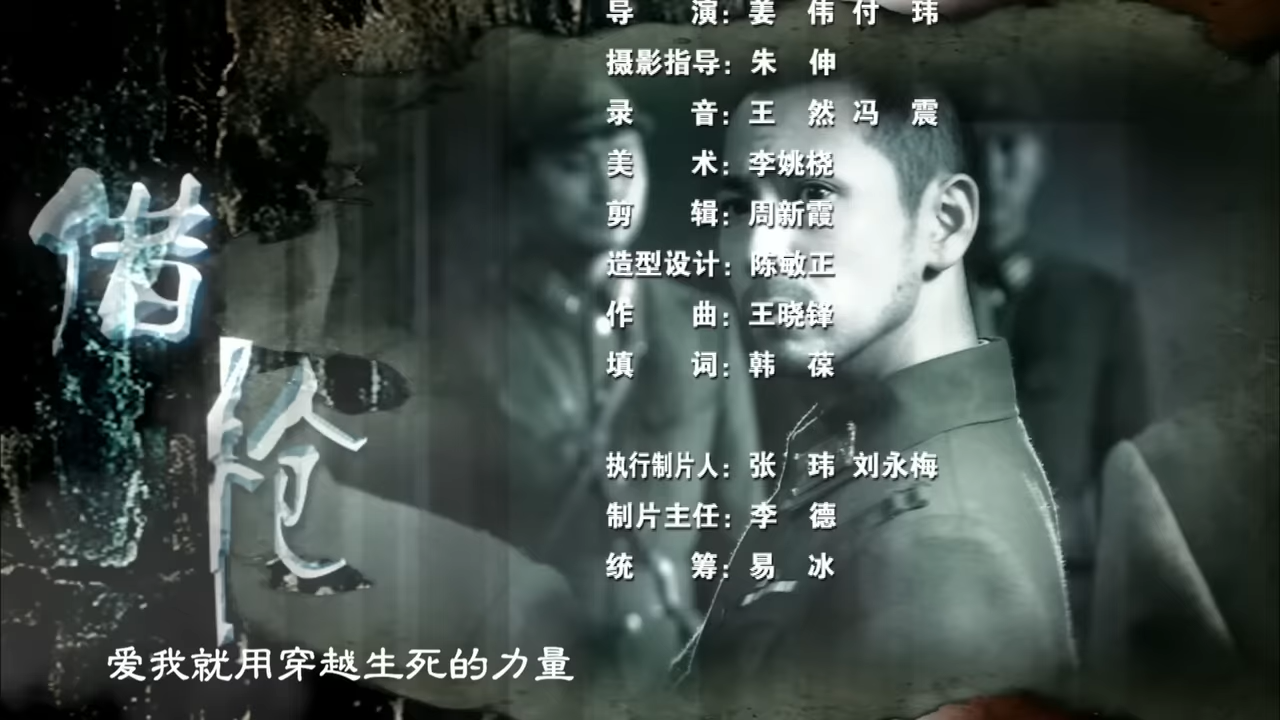 导演：姜伟 付玮
摄影指导：朱伸
录音：王然 冯震
美术：李姚桡
剪辑：周新霞
造型设计：陈敏正
作曲：王晓锋
填词：韩葆
执行制片人：张玮 刘永梅
制片主任：李德
统筹：易冰
借枪
爱我就用穿越生死的力量